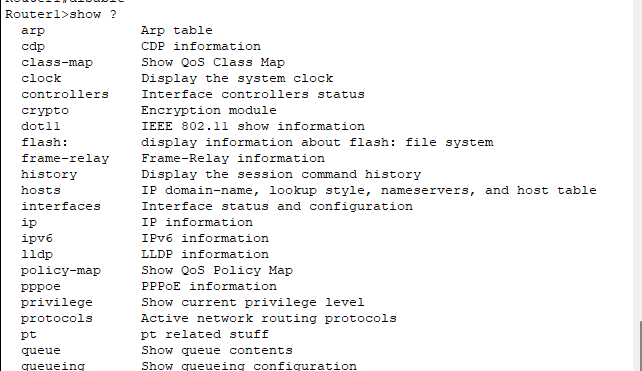 Router1#disable
Router1>show ?
arp Arp table
cdp CDP information
class-map Show QoS Class Map
clock Display the system clock
controllers Interface controllers status
crypto Encryption module
dot11 IEEE 802.11 show information
flash: display information about flash: file system
frame-relay Frame-Relay information
history Display the session command history
hosts IP domain-name, lookup style, nameservers, and host table
interfaces Interface status and configuration
ip IP information
ipv6 IPv6 information
lldp LLDP information
policy-map Show QoS Policy Map
pppoe PPPoE information
privilege Show current privilege level
protocols Active network routing protocols
pt pt related stuff
queue Show queue contents
queueing Show queueing configuration